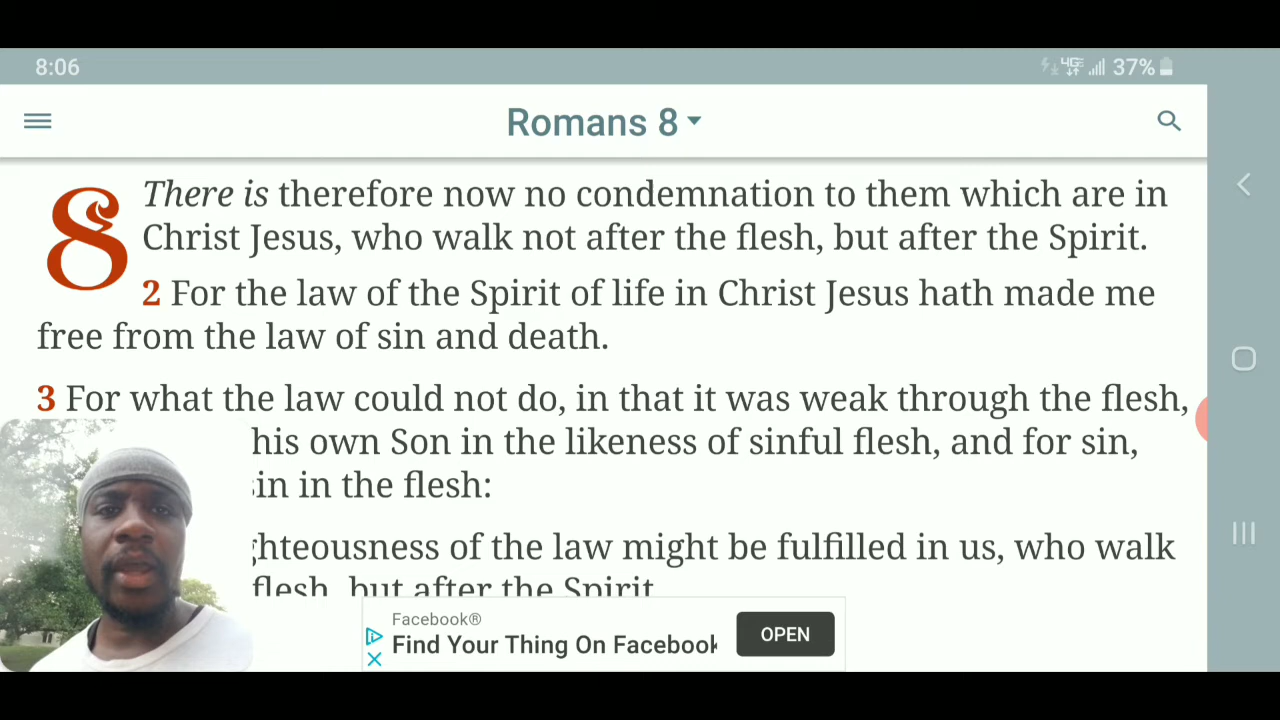 8:06
4G 37%
Romans 8
8 There is therefore now no condemnation to them which are in
Christ Jesus, who walk not after the flesh, but after the Spirit.
2 For the law of the Spirit of life in Christ Jesus hath made me
free from the law of sin and death.
3 For what the law could not do, in that it was weak through the flesh,
his own Son in the likeness of sinful flesh, and for sin,
in in the flesh:
hteousness of the law might be fulfilled in us, who walk
flesh, but after the Spirit
Facebook®
Find Your Thing On Facebook
OPEN